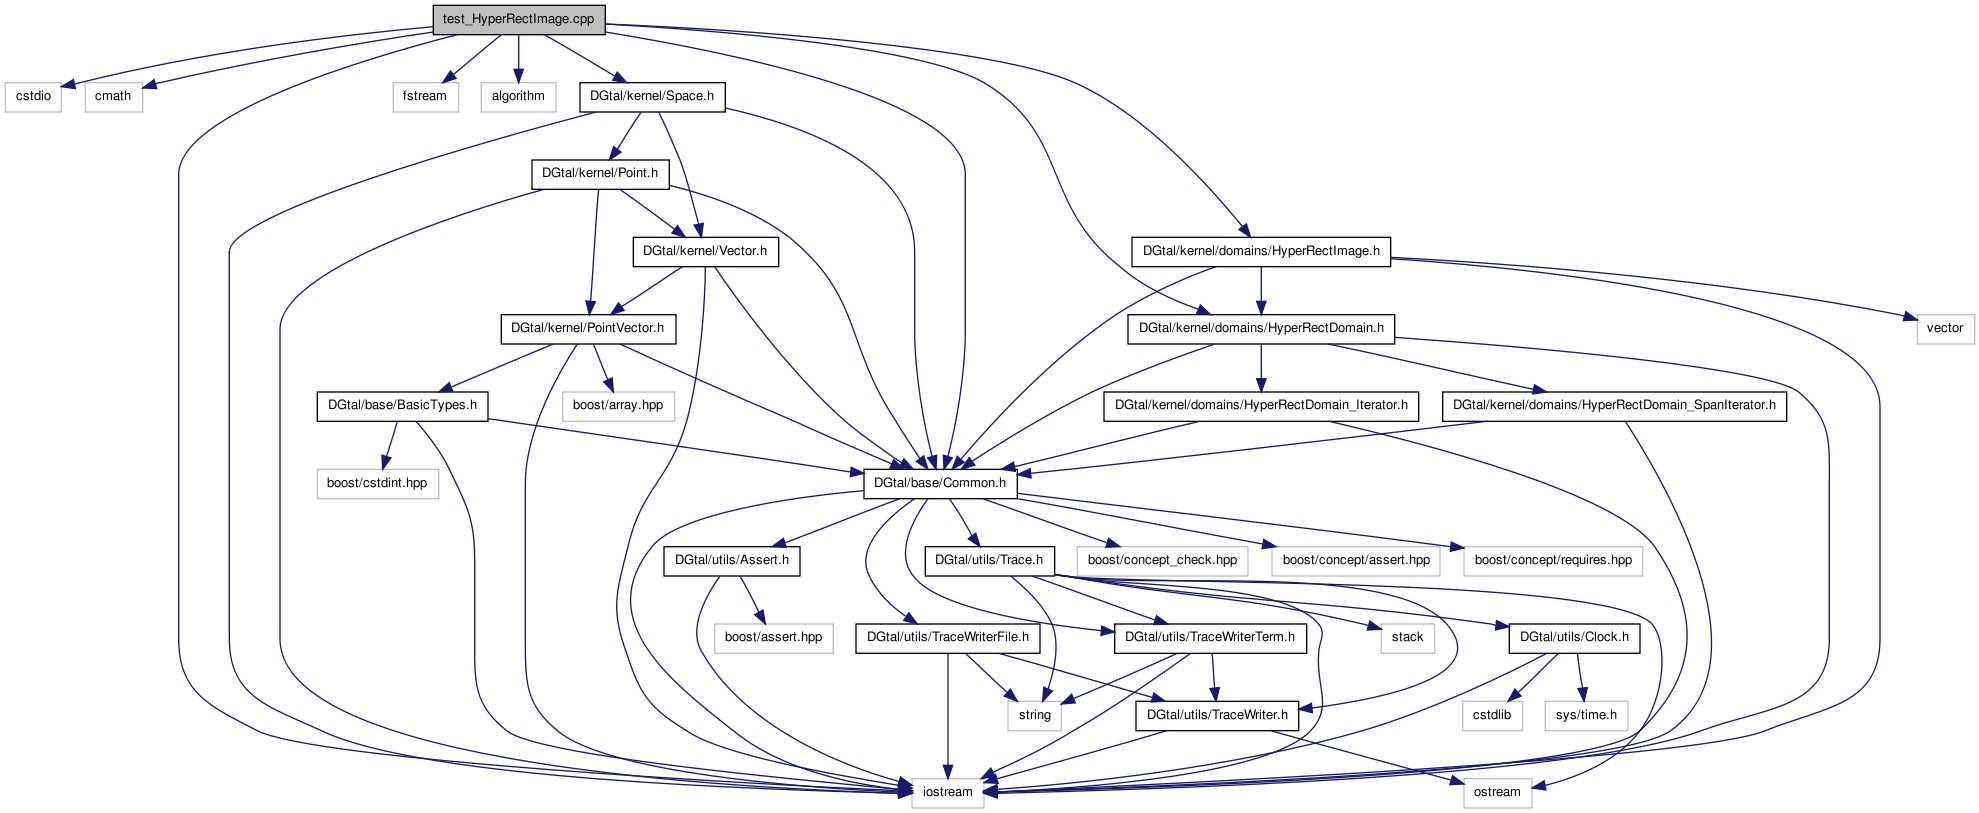 test_HyperRectImage.cpp
cstdio
cmath
fstream
algorithm
DGtal/kernel/Space.h
DGtal/kernel/Point.h
DGtal/kernel/Vector.h
DGtal/kernel/domains/HyperRectImage.h
DGtal/kernel/PointVector.h
DGtal/kernel/domains/HyperRectDomain.h
vector
DGtal/base/BasicTypes.h
boost/array.hpp
DGtal/kernel/domains/HyperRectDomain_Iterator.h
DGtal/kernel/domains/HyperRectDomain_SpanIterator.h
boost/cstdint.hpp
DGtal/base/Common.h
DGtal/utils/Assert.h
DGtal/utils/Trace.h
boost/concept_check.hpp
boost/concept/assert.hpp
boost/concept/requires.hpp
boost/assert.hpp
DGtal/utils/TraceWriterFile.h
DGtal/utils/TraceWriterTerm.h
stack
DGtal/utils/Clock.h
string
DGtal/utils/TraceWriter.h
cstdlib
sys/time.h
iostream
ostream